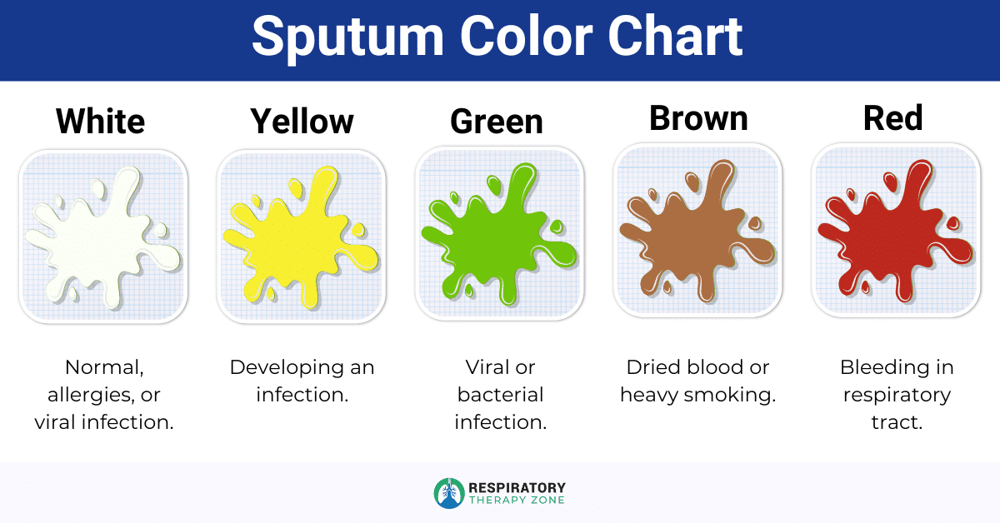 Sputum Color Chart
White
Yellow
Green
Brown
Red
Normal,
allergies, or
viral infection.
Developing an
infection.
Viral or
bacterial
infection.
Dried blood or
heavy smoking.
Bleeding in
respiratory
tract.
RESPIRATORY
THERAPY ZONE